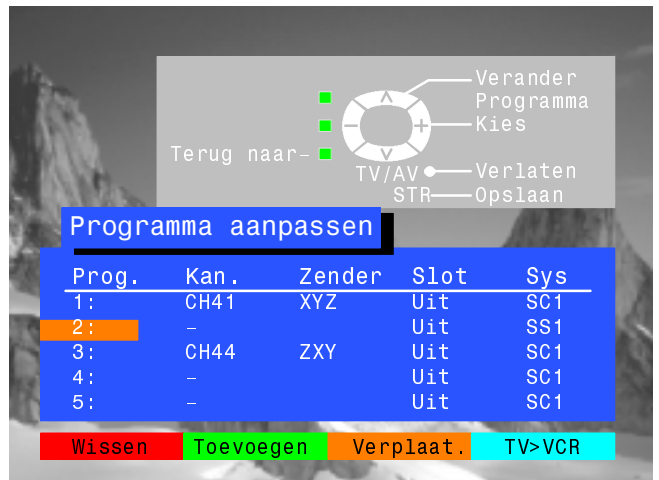 Verander
Programma
Kies
Terug naar
TV/AV Verlaten
STR Opslaan
Programma aanpassen
Prog. Kan. Zender Slot Sys
1: CH41 XYZ Uit SC1
2: – Uit SS1
3: CH44 ZXY Uit SC1
4: – Uit SC1
5: – Uit SC1
Wissen Toevoegen Verplaat. TV>VCR